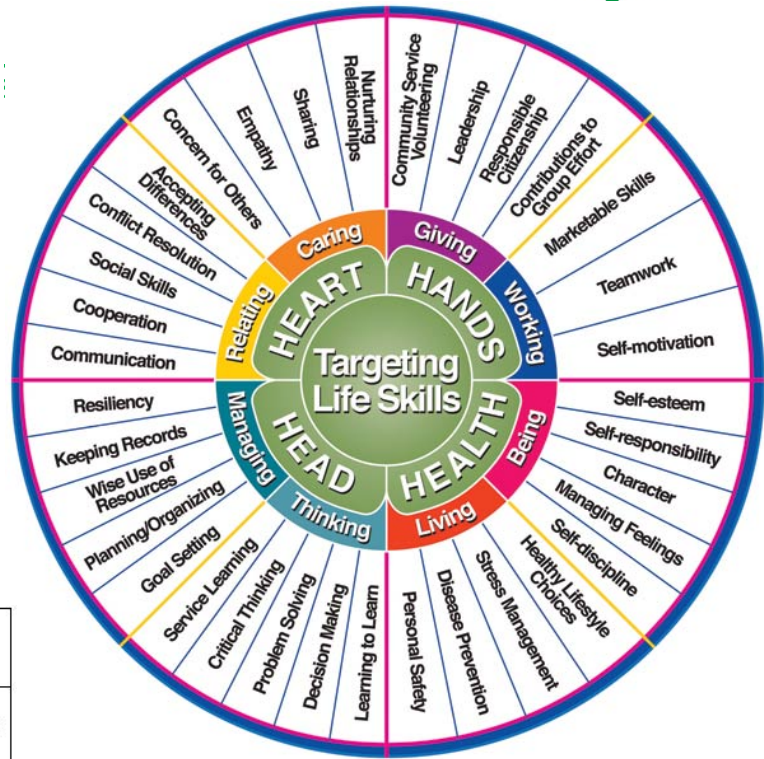 Targeting
Life Skills
HEART
HANDS
HEALTH
HEAD
Caring
Giving
Working
Being
Living
Thinking
Managing
Relating
Nurturing
Relationships
Sharing
Empathy
Concern for Others
Accepting
Differences
Conflict Resolution
Social Skills
Cooperation
Communication
Community Service
Volunteering
Leadership
Responsible
Citizenship
Contributions to
Group Effort
Marketable Skills
Teamwork
Self-motivation
Self-esteem
Self-responsibility
Character
Managing Feelings
Self-discipline
Healthy Lifestyle
Choices
Stress Management
Disease Prevention
Personal Safety
Learning to Learn
Decision Making
Problem Solving
Critical Thinking
Service Learning
Goal Setting
Planning/Organizing
Wise Use of
Resources
Keeping Records
Resiliency